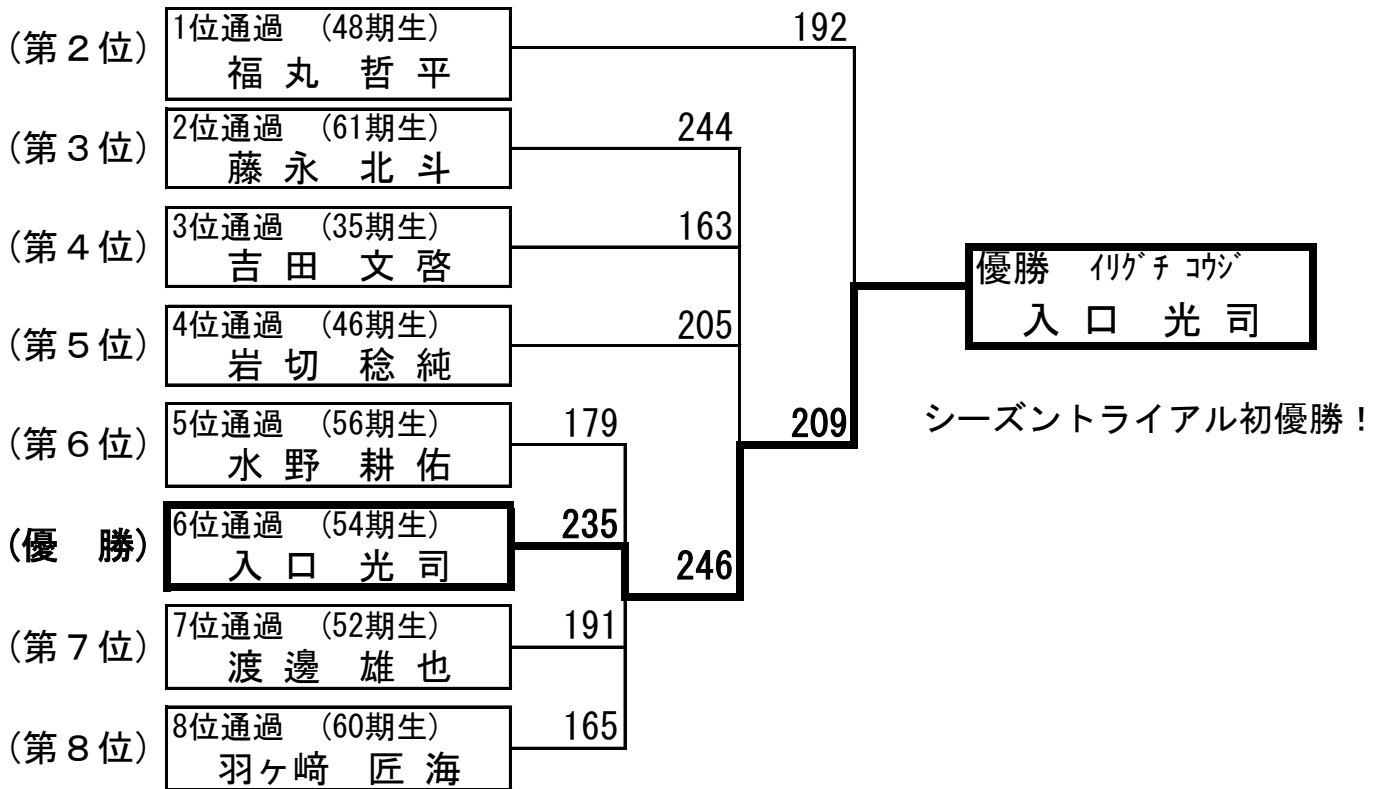 (第２位) 1位通過 (48期生) 192
福丸 哲平
(第３位) 2位通過 (61期生) 244
藤永 北斗
(第４位) 3位通過 (35期生) 163
吉田 文啓
(第５位) 4位通過 (46期生) 205
岩切 稔純
(第６位) 5位通過 (56期生) 179
水野 耕佑
(優 勝) 6位通過 (54期生) 235 246 209
入口 光司
(第７位) 7位通過 (52期生) 191
渡邊 雄也
(第８位) 8位通過 (60期生) 165
羽ヶ﨑 匠海
優勝 ｲﾘｸﾞﾁ ｺｳｼﾞ
入口 光司
シーズントライアル初優勝！